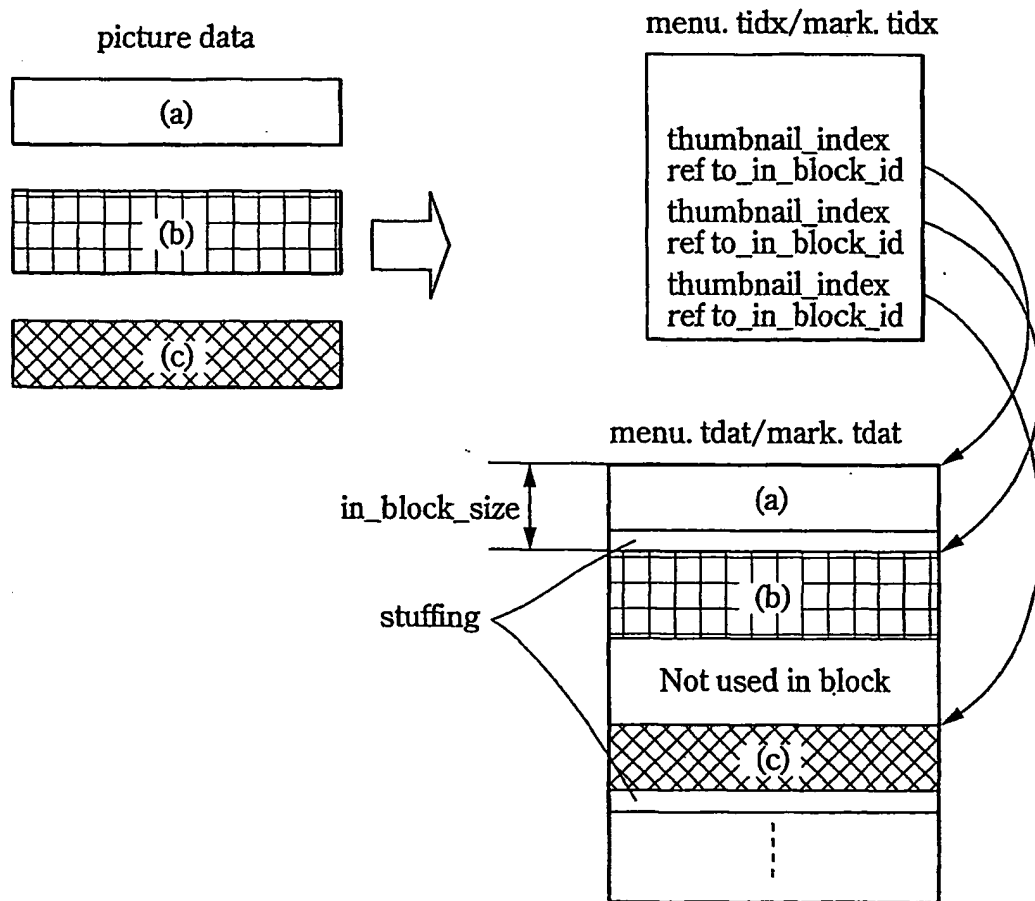 picture data
(a)
(b)
(c)
menu. tidx/mark. tidx
thumbnail_index
ref to_in_block_id
thumbnail_index
ref to_in_block_id
thumbnail_index
ref to_in_block_id
menu. tdat/mark. tdat
in_block_size
(a)
stuffing
(b)
Not used in block
(c)